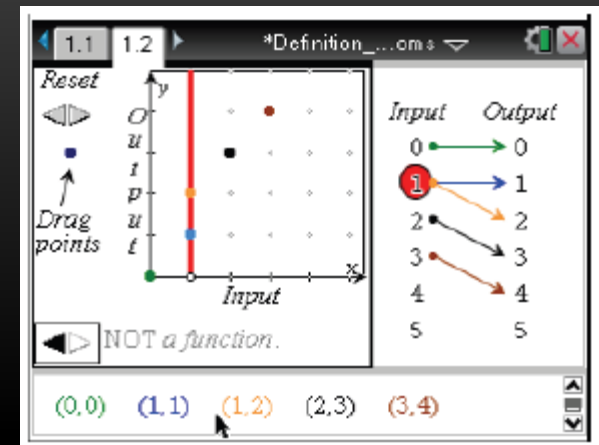 1.1 1.2 *Definition_...oms
Reset
y
Output
Drag
points
x
Input
NOT a function.
Input Output
0 0
1 1
2 2
3 3
4 4
5 5
(0,0) (1,1) (1,2) (2,3) (3,4)